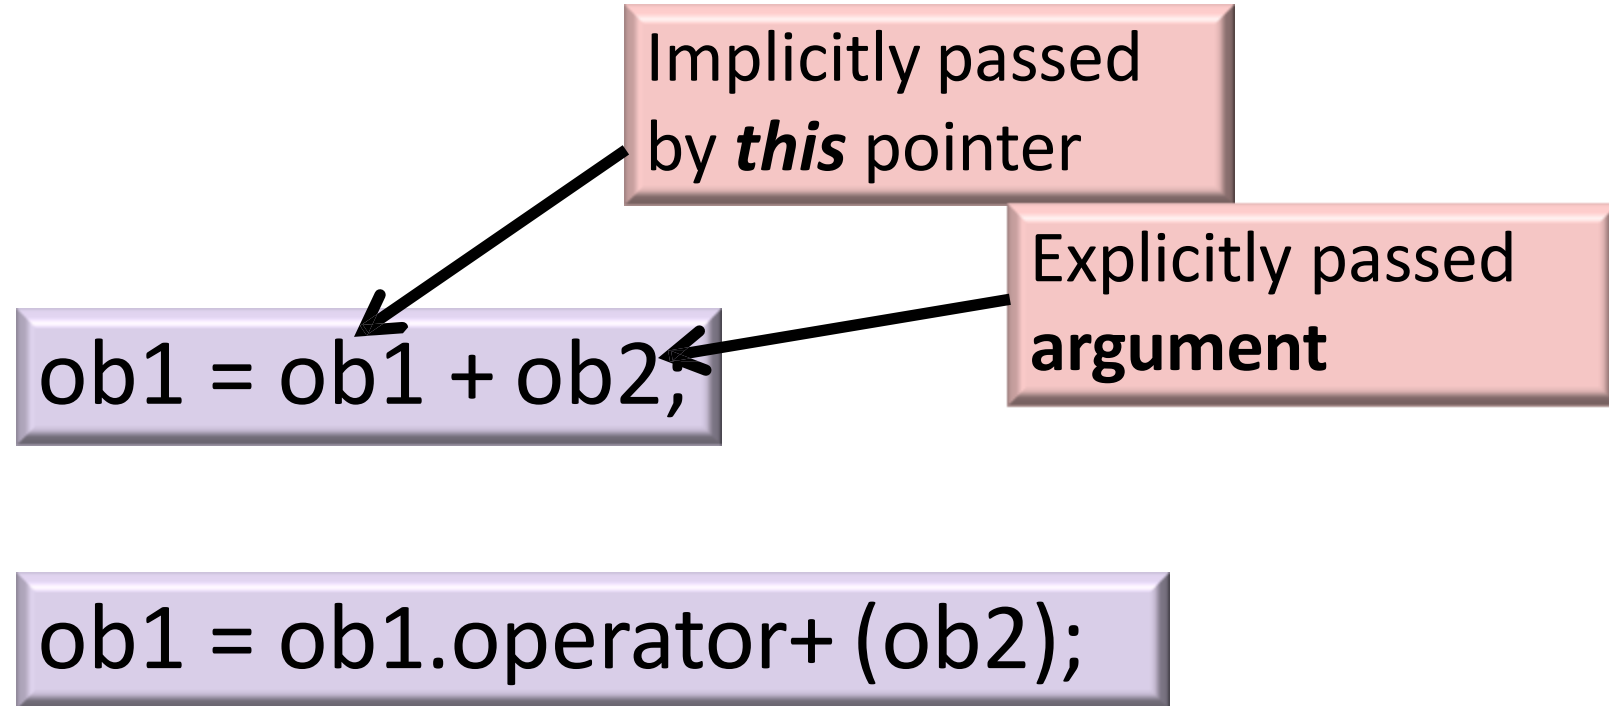 Implicitly passed
by this pointer
Explicitly passed
argument
ob1 = ob1 + ob2;
ob1 = ob1.operator+ (ob2);